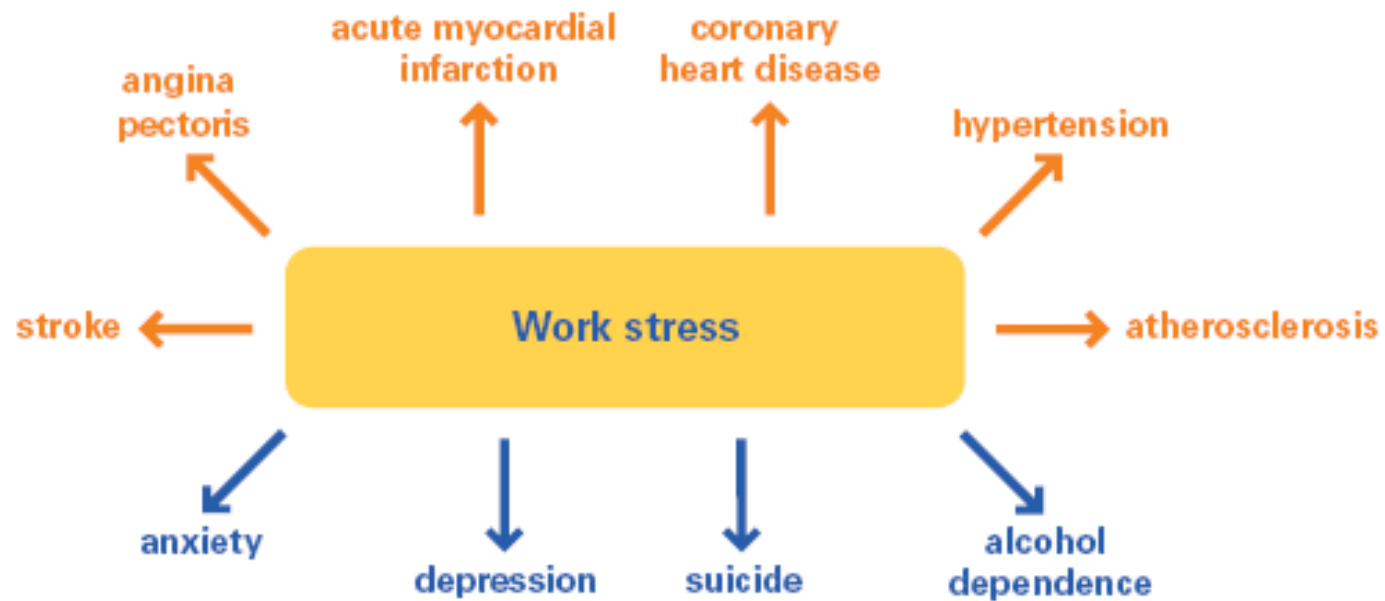 acute myocardial
infarction
coronary
heart disease
angina
pectoris
hypertension
stroke
Work stress
atherosclerosis
anxiety
depression
suicide
alcohol
dependence